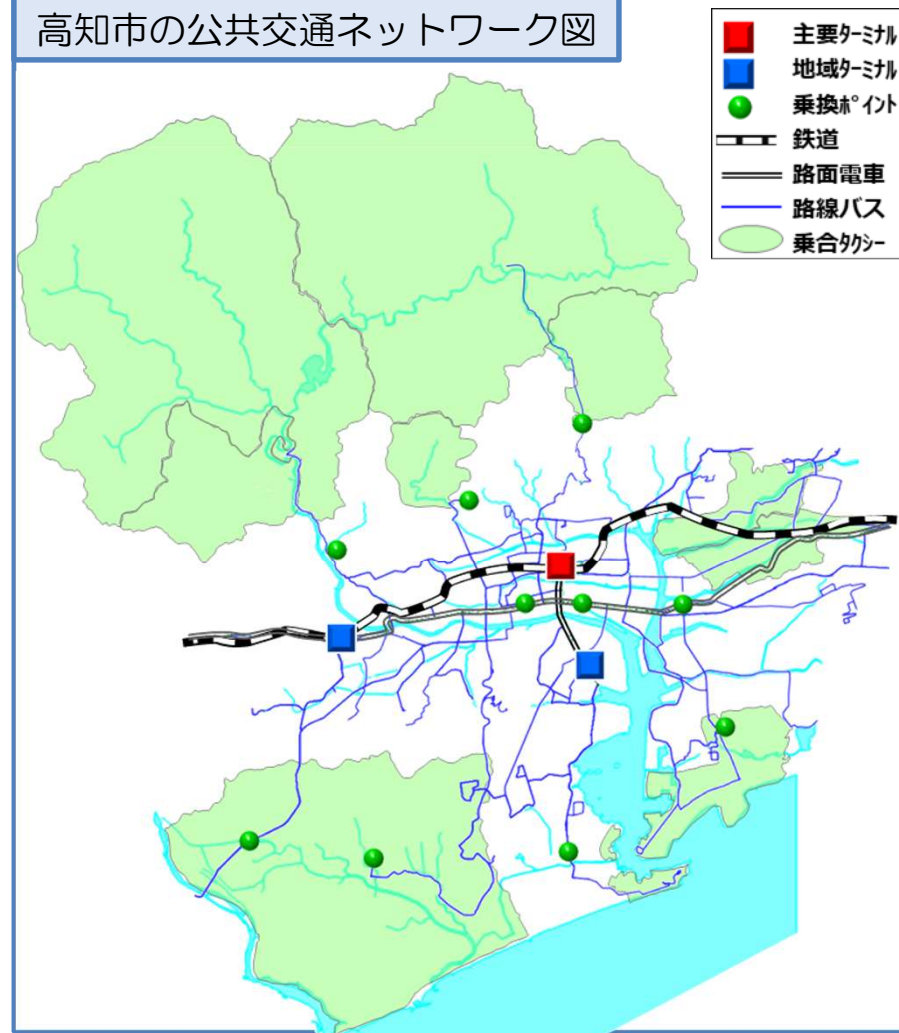 高知市の公共交通ネットワーク図
主要ﾀｰﾐﾅﾙ
地域ﾀｰﾐﾅﾙ
乗換ﾎﾟｲﾝﾄ
鉄道
路面電車
路線バス
乗合ﾀｸｼｰ